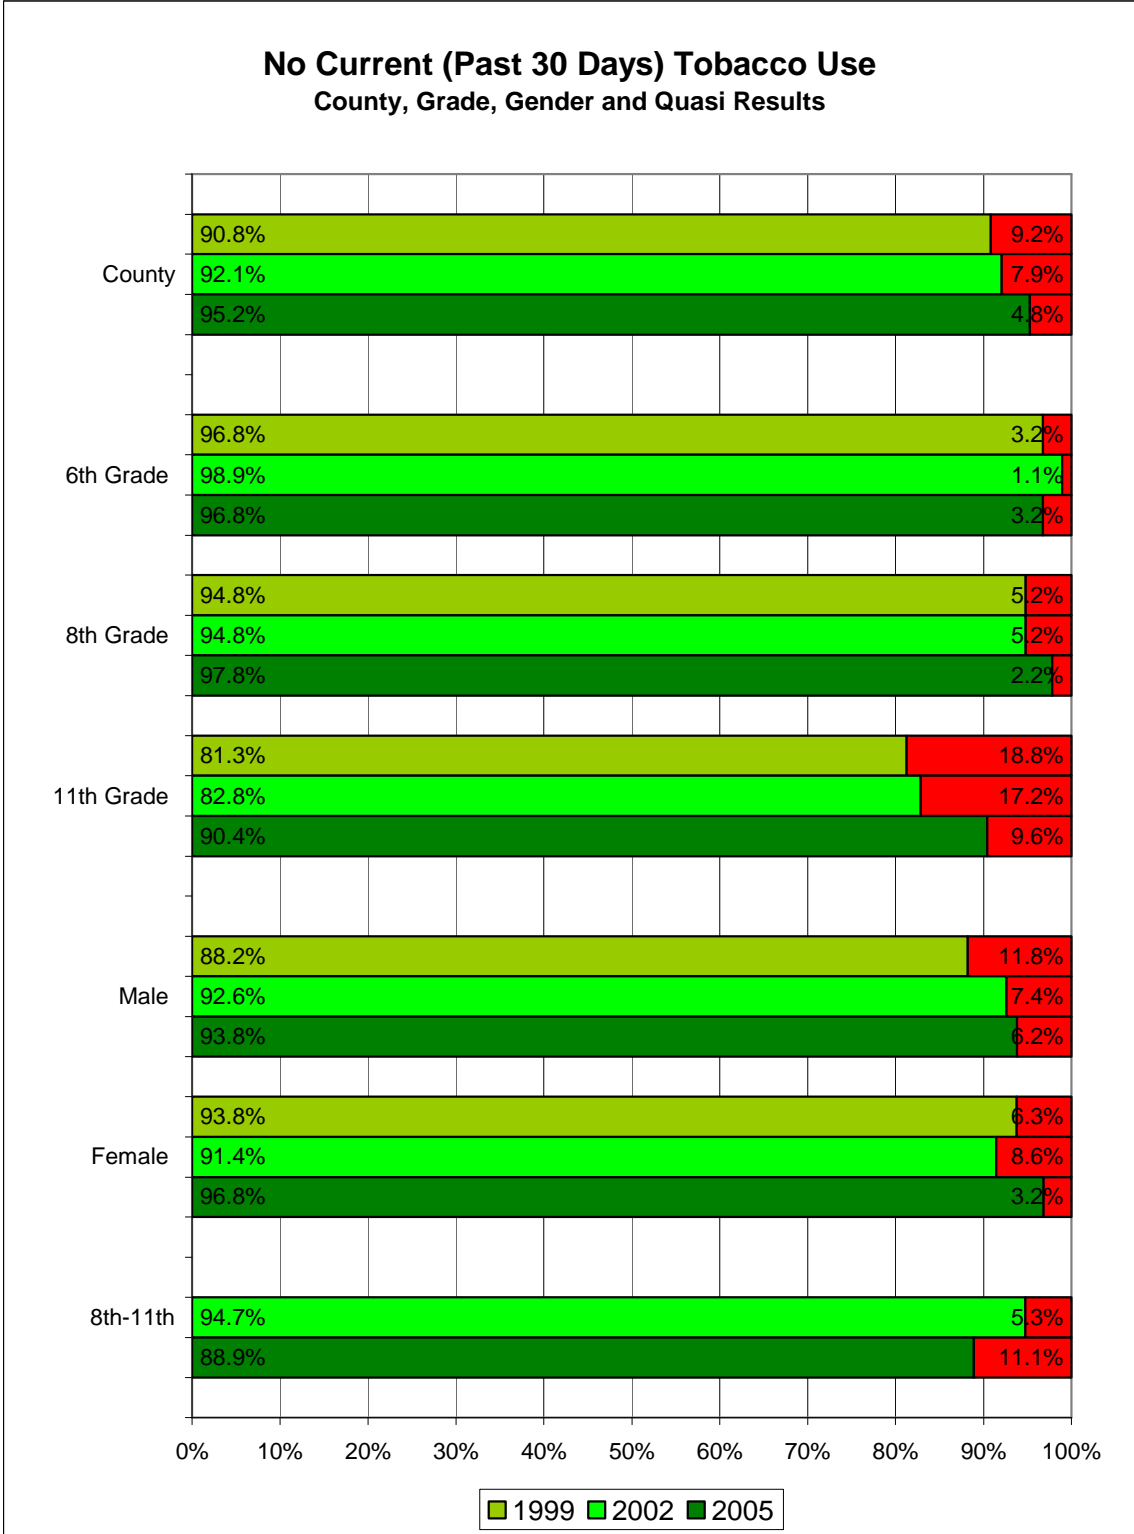 No Current (Past 30 Days) Tobacco Use
County, Grade, Gender and Quasi Results
90.8% 9.2%
County 92.1% 7.9%
95.2% 4.8%
96.8% 3.2%
6th Grade 98.9% 1.1%
96.8% 3.2%
94.8% 5.2%
8th Grade 94.8% 5.2%
97.8% 2.2%
81.3% 18.8%
11th Grade 82.8% 17.2%
90.4% 9.6%
88.2% 11.8%
Male 92.6% 7.4%
93.8% 6.2%
93.8% 6.3%
Female 91.4% 8.6%
96.8% 3.2%
8th-11th 94.7% 5.3%
88.9% 11.1%
0% 10% 20% 30% 40% 50% 60% 70% 80% 90% 100%
1999 2002 2005